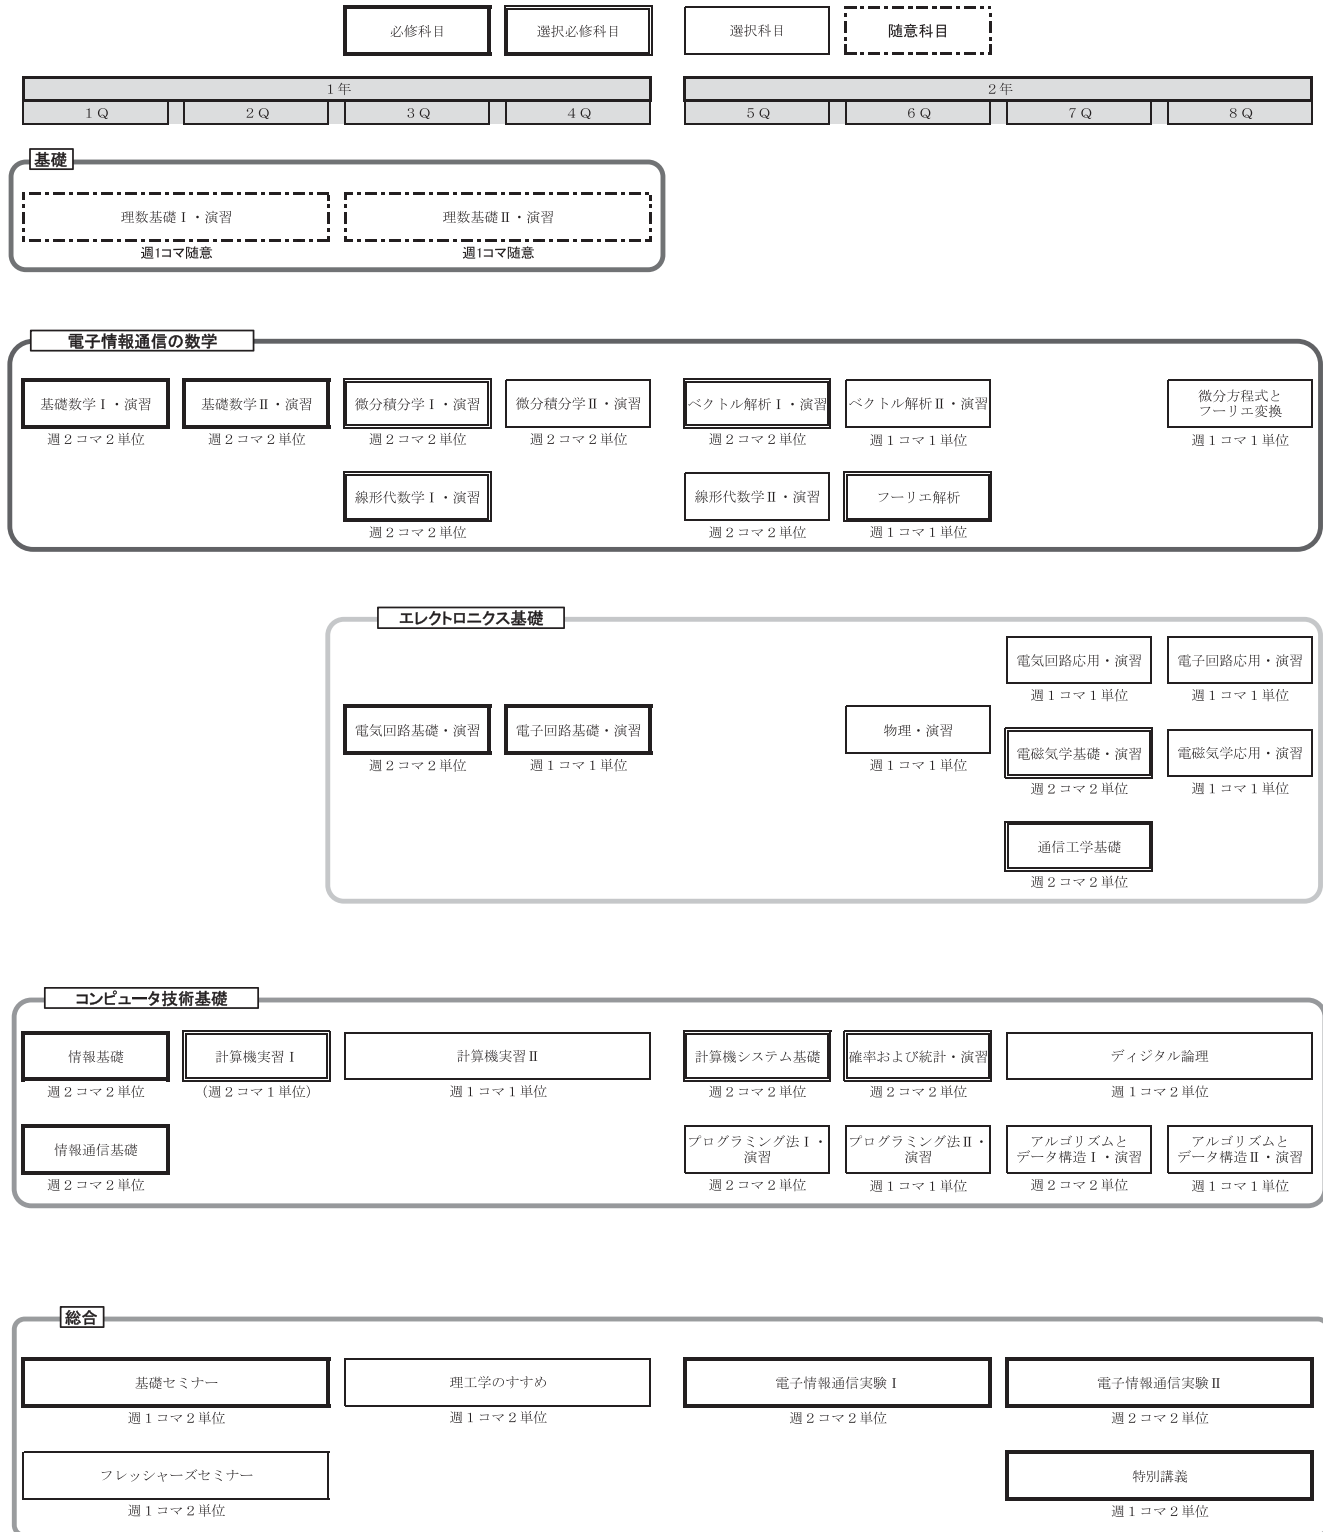 必修科目
選択必修科目
選択科目
随意科目
1年
2年
1Q
2Q
3Q
4Q
5Q
6Q
7Q
8Q
基礎
理数基礎Ⅰ・演習
理数基礎Ⅱ・演習
週1コマ随意
週1コマ随意
電子情報通信の数学
基礎数学Ⅰ・演習
基礎数学Ⅱ・演習
微分積分学Ⅰ・演習
微分積分学Ⅱ・演習
ベクトル解析Ⅰ・演習
ベクトル解析Ⅱ・演習
微分方程式と
フーリエ変換
週2コマ2単位
週2コマ2単位
週2コマ2単位
週2コマ2単位
週2コマ2単位
週1コマ1単位
週1コマ1単位
線形代数学Ⅰ・演習
線形代数学Ⅱ・演習
フーリエ解析
週2コマ2単位
週2コマ2単位
週1コマ1単位
エレクトロニクス基礎
電気回路応用・演習
電子回路応用・演習
週1コマ1単位
週1コマ1単位
電気回路基礎・演習
電子回路基礎・演習
物理・演習
週2コマ2単位
週1コマ1単位
週1コマ1単位
電磁気学基礎・演習
電磁気学応用・演習
週2コマ2単位
週1コマ1単位
通信工学基礎
週2コマ2単位
コンピュータ技術基礎
情報基礎
計算機実習Ⅰ
計算機実習Ⅱ
計算機システム基礎
確率および統計・演習
ディジタル論理
週2コマ2単位
(週2コマ1単位)
週1コマ1単位
週2コマ2単位
週2コマ2単位
週1コマ2単位
情報通信基礎
プログラミング法Ⅰ・
演習
プログラミング法Ⅱ・
演習
アルゴリズムと
データ構造Ⅰ・演習
アルゴリズムと
データ構造Ⅱ・演習
週2コマ2単位
週2コマ2単位
週1コマ1単位
週2コマ2単位
週1コマ1単位
総合
基礎セミナー
理工学のすすめ
電子情報通信実験Ⅰ
電子情報通信実験Ⅱ
週1コマ2単位
週1コマ2単位
週2コマ2単位
週2コマ2単位
フレッシャーズセミナー
特別講義
週1コマ2単位
週1コマ2単位